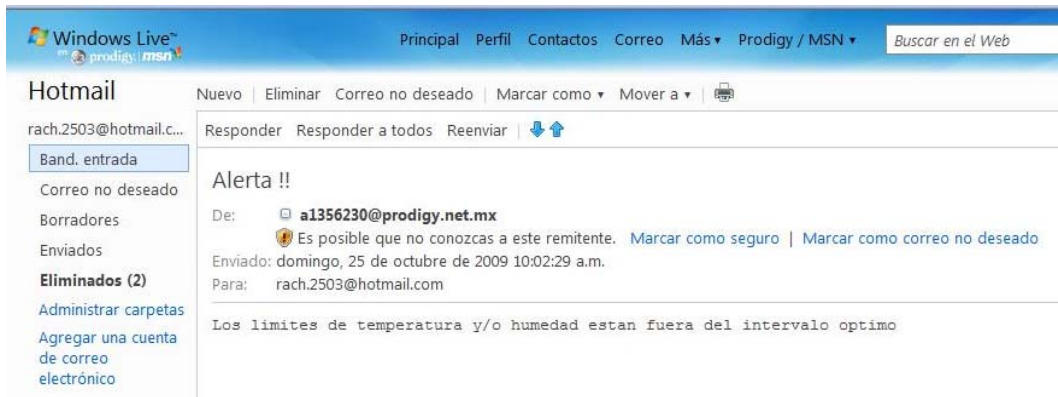 Windows Live™
prodigy msn
Principal Perfil Contactos Correo Más Prodigy / MSN Buscar en el Web
Hotmail
Nuevo | Eliminar Correo no deseado | Marcar como Mover a |
rach.2503@hotmail.c...
Responder Responder a todos Reenviar |
Band. entrada
Correo no deseado
Borradores
Enviados
Eliminados (2)
Administrar carpetas
Agregar una cuenta
de correo
electrónico
Alerta !!
De: a1356230@prodigy.net.mx
Es posible que no conozcas a este remitente. Marcar como seguro | Marcar como correo no deseado
Enviado: domingo, 25 de octubre de 2009 10:02:29 a.m.
Para: rach.2503@hotmail.com
Los limites de temperatura y/o humedad estan fuera del intervalo optimo